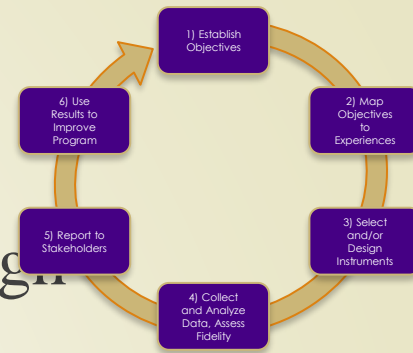 1) Establish
Objectives
2) Map
Objectives
to
Experiences
3) Select
and/or
Design
Instruments
4) Collect
and Analyze
Data, Assess
Fidelity
5) Report to
Stakeholders
6) Use
Results to
Improve
Program